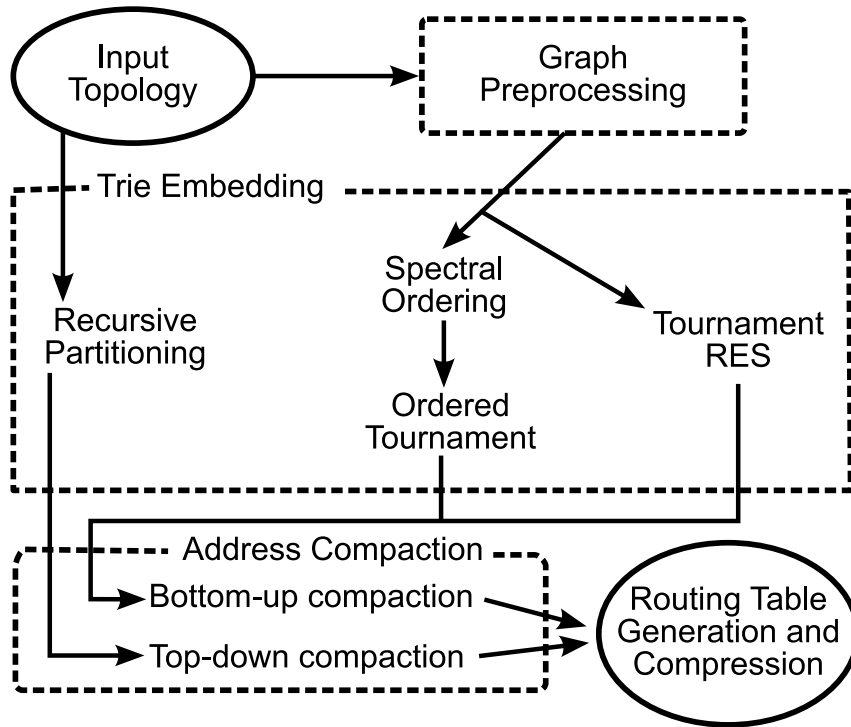 Input
Topology
Graph
Preprocessing
Trie Embedding
Spectral
Ordering
Recursive
Partitioning
Tournament
RES
Ordered
Tournament
Address Compaction
Bottom-up compaction
Top-down compaction
Routing Table
Generation and
Compression